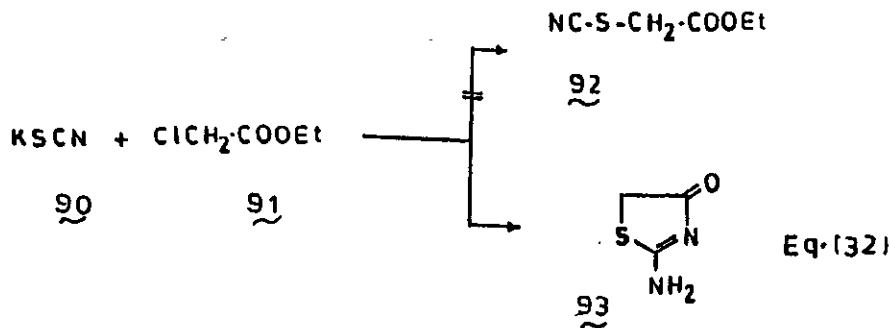 NC-S-CH2·COOEt
92
KSCN + ClCH2·COOEt
90 91
O
S N
NH2
93
Eq·(32)